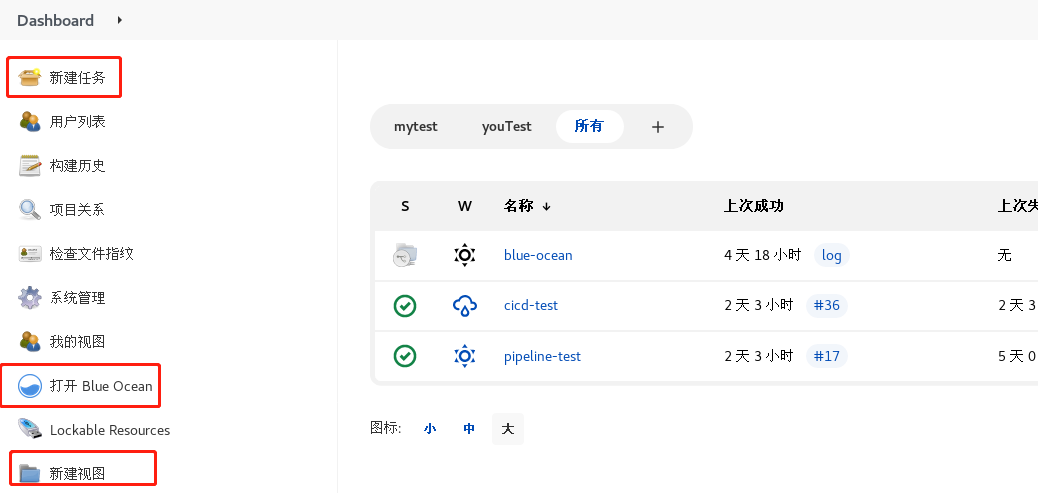 Dashboard
新建任务
用户列表
构建历史
项目关系
检查文件指纹
系统管理
我的视图
打开 Blue Ocean
Lockable Resources
新建视图
mytest youTest 所有 +
S W 名称 ↓ 上次成功 上次失
blue-ocean 4 天 18 小时 log 无
cicd-test 2 天 3 小时 #36 2 天 3
pipeline-test 2 天 3 小时 #17 5 天 0
图标: 小 中 大